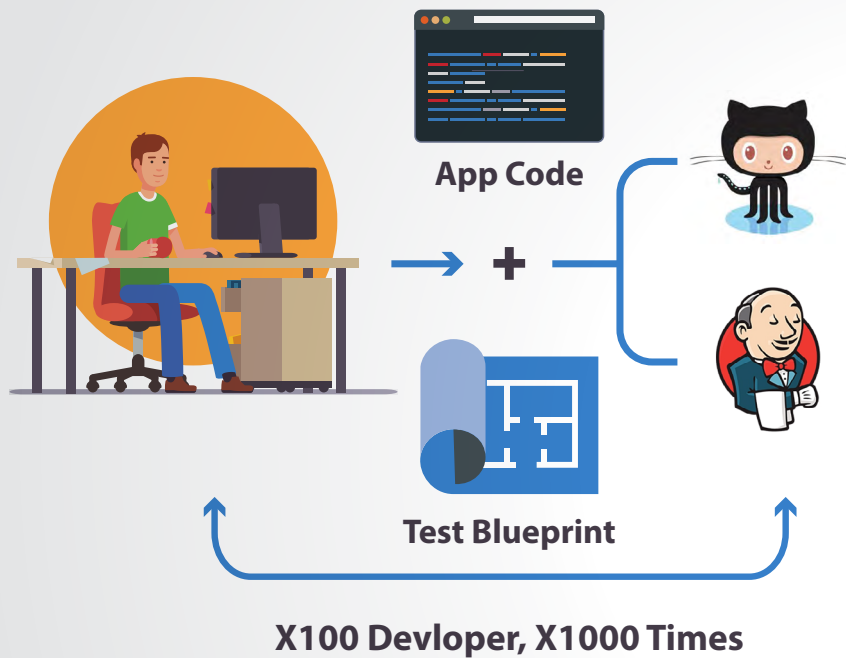 App Code
+
Test Blueprint
X100 Devloper, X1000 Times